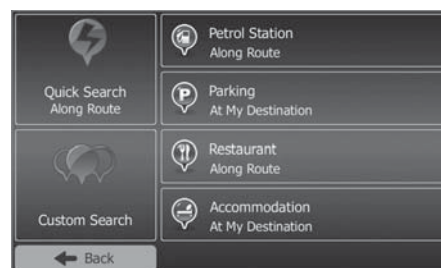 Quick Search
Along Route
Custom Search
Back
Petrol Station
Along Route
P
Parking
At My Destination
Restaurant
Along Route
Accommodation
At My Destination